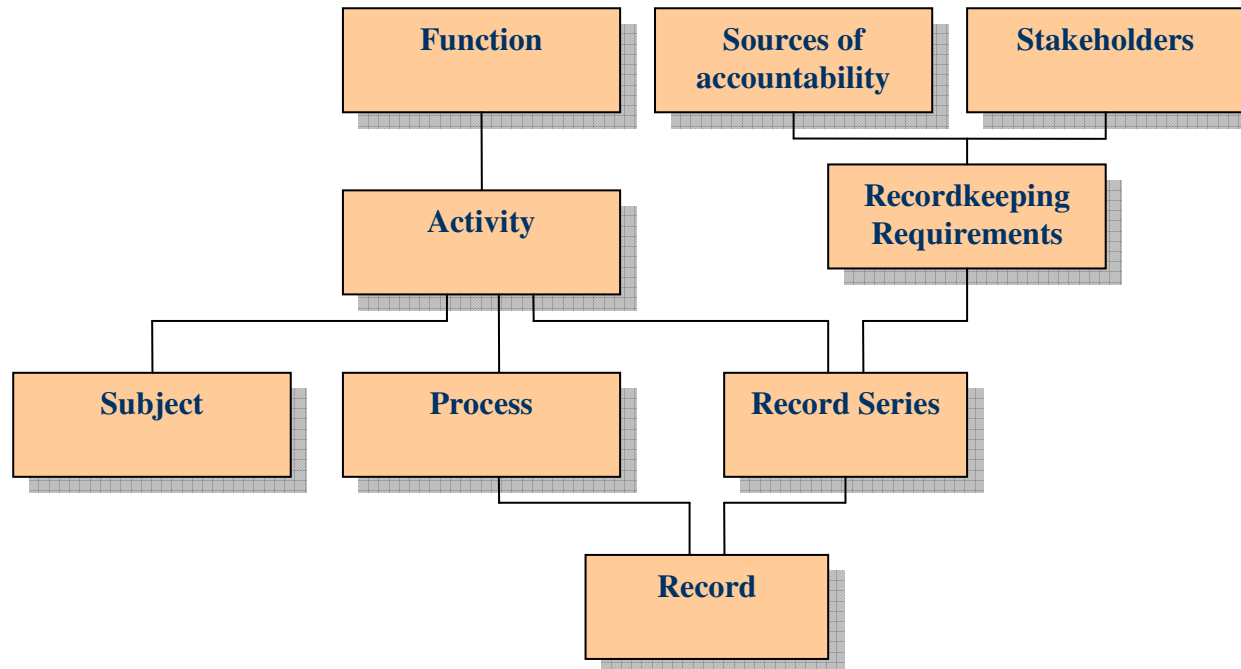 Function
Sources of
accountability
Stakeholders
Activity
Recordkeeping
Requirements
Subject
Process
Record Series
Record